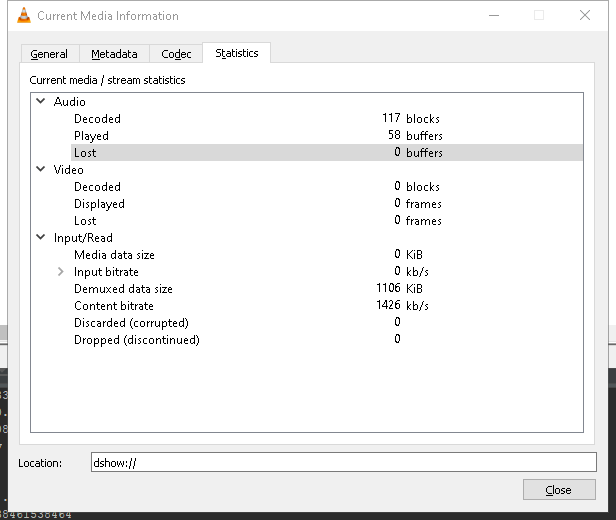 Current Media Information
General Metadata Codec Statistics
Current media / stream statistics
Audio
Decoded 117 blocks
Played 58 buffers
Lost 0 buffers
Video
Decoded 0 blocks
Displayed 0 frames
Lost 0 frames
Input/Read
Media data size 0 KiB
Input bitrate 0 kb/s
Demuxed data size 1106 KiB
Content bitrate 1426 kb/s
Discarded (corrupted) 0
Dropped (discontinued) 0
Location: dshow://
Close
38461538464